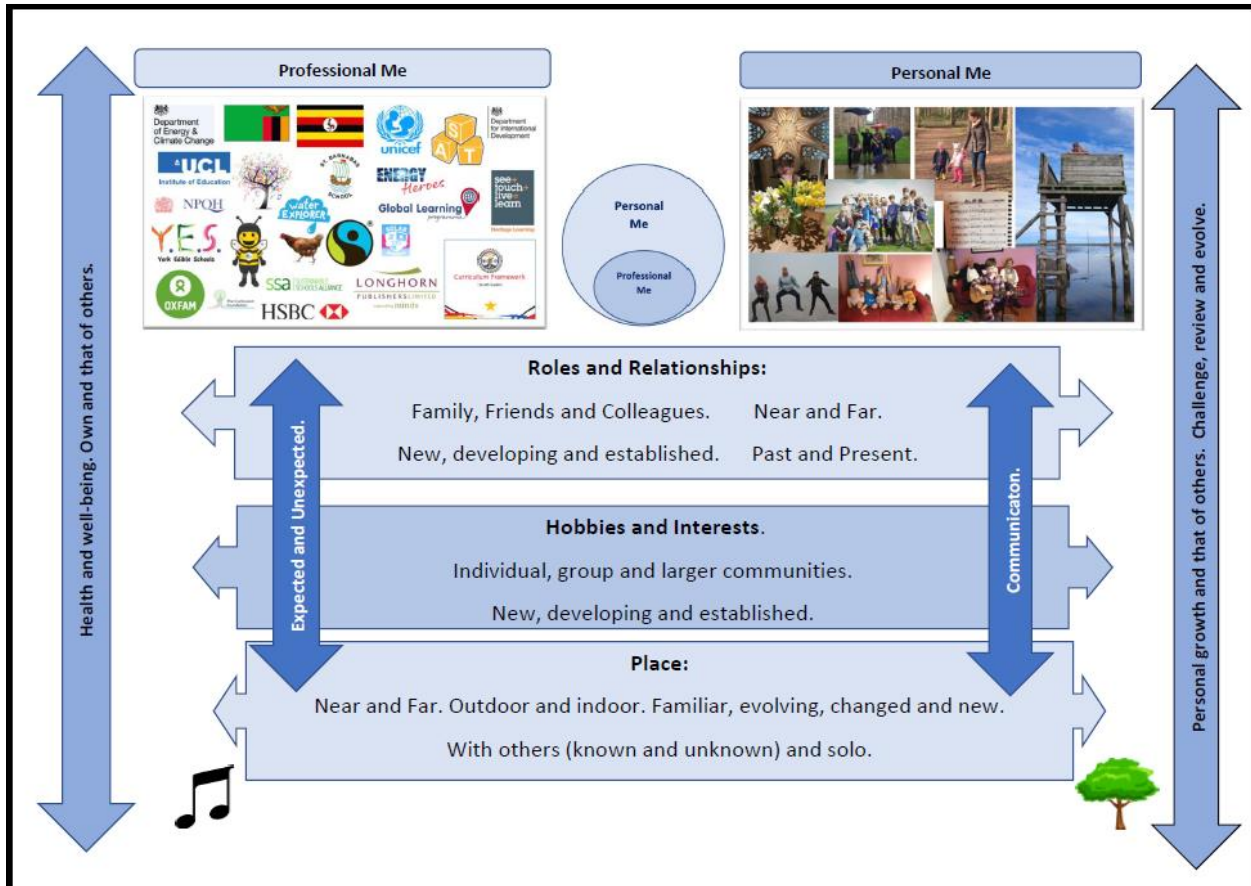 Professional Me
Personal Me
Department
of Energy &
Climate Change
unicef
S
A T
Department
for International
Development
UCL
Institute of Education
ST. BARNABAS
SCHOOL
ENERGY
Heroes
see+
touch+
live+
learn
Heritage Learning
NPQH
water
EXPLORER
Global Learning
programme
Y.E.S.
York Edible Schools
OXFAM
ssa
HSBC
LONGHORN
PUBLISHERS LIMITED
Curriculum Framework
Personal
Me
Professional
Me
Health and well-being. Own and that of others.
Personal growth and that of others.  Challenge, review and evolve.
Expected and Unexpected.
Communicaton.
Roles and Relationships:
Family, Friends and Colleagues. Near and Far.
New, developing and established. Past and Present.
Hobbies and Interests.
Individual, group and larger communities.
New, developing and established.
Place:
Near and Far. Outdoor and indoor. Familiar, evolving, changed and new.
With others (known and unknown) and solo.